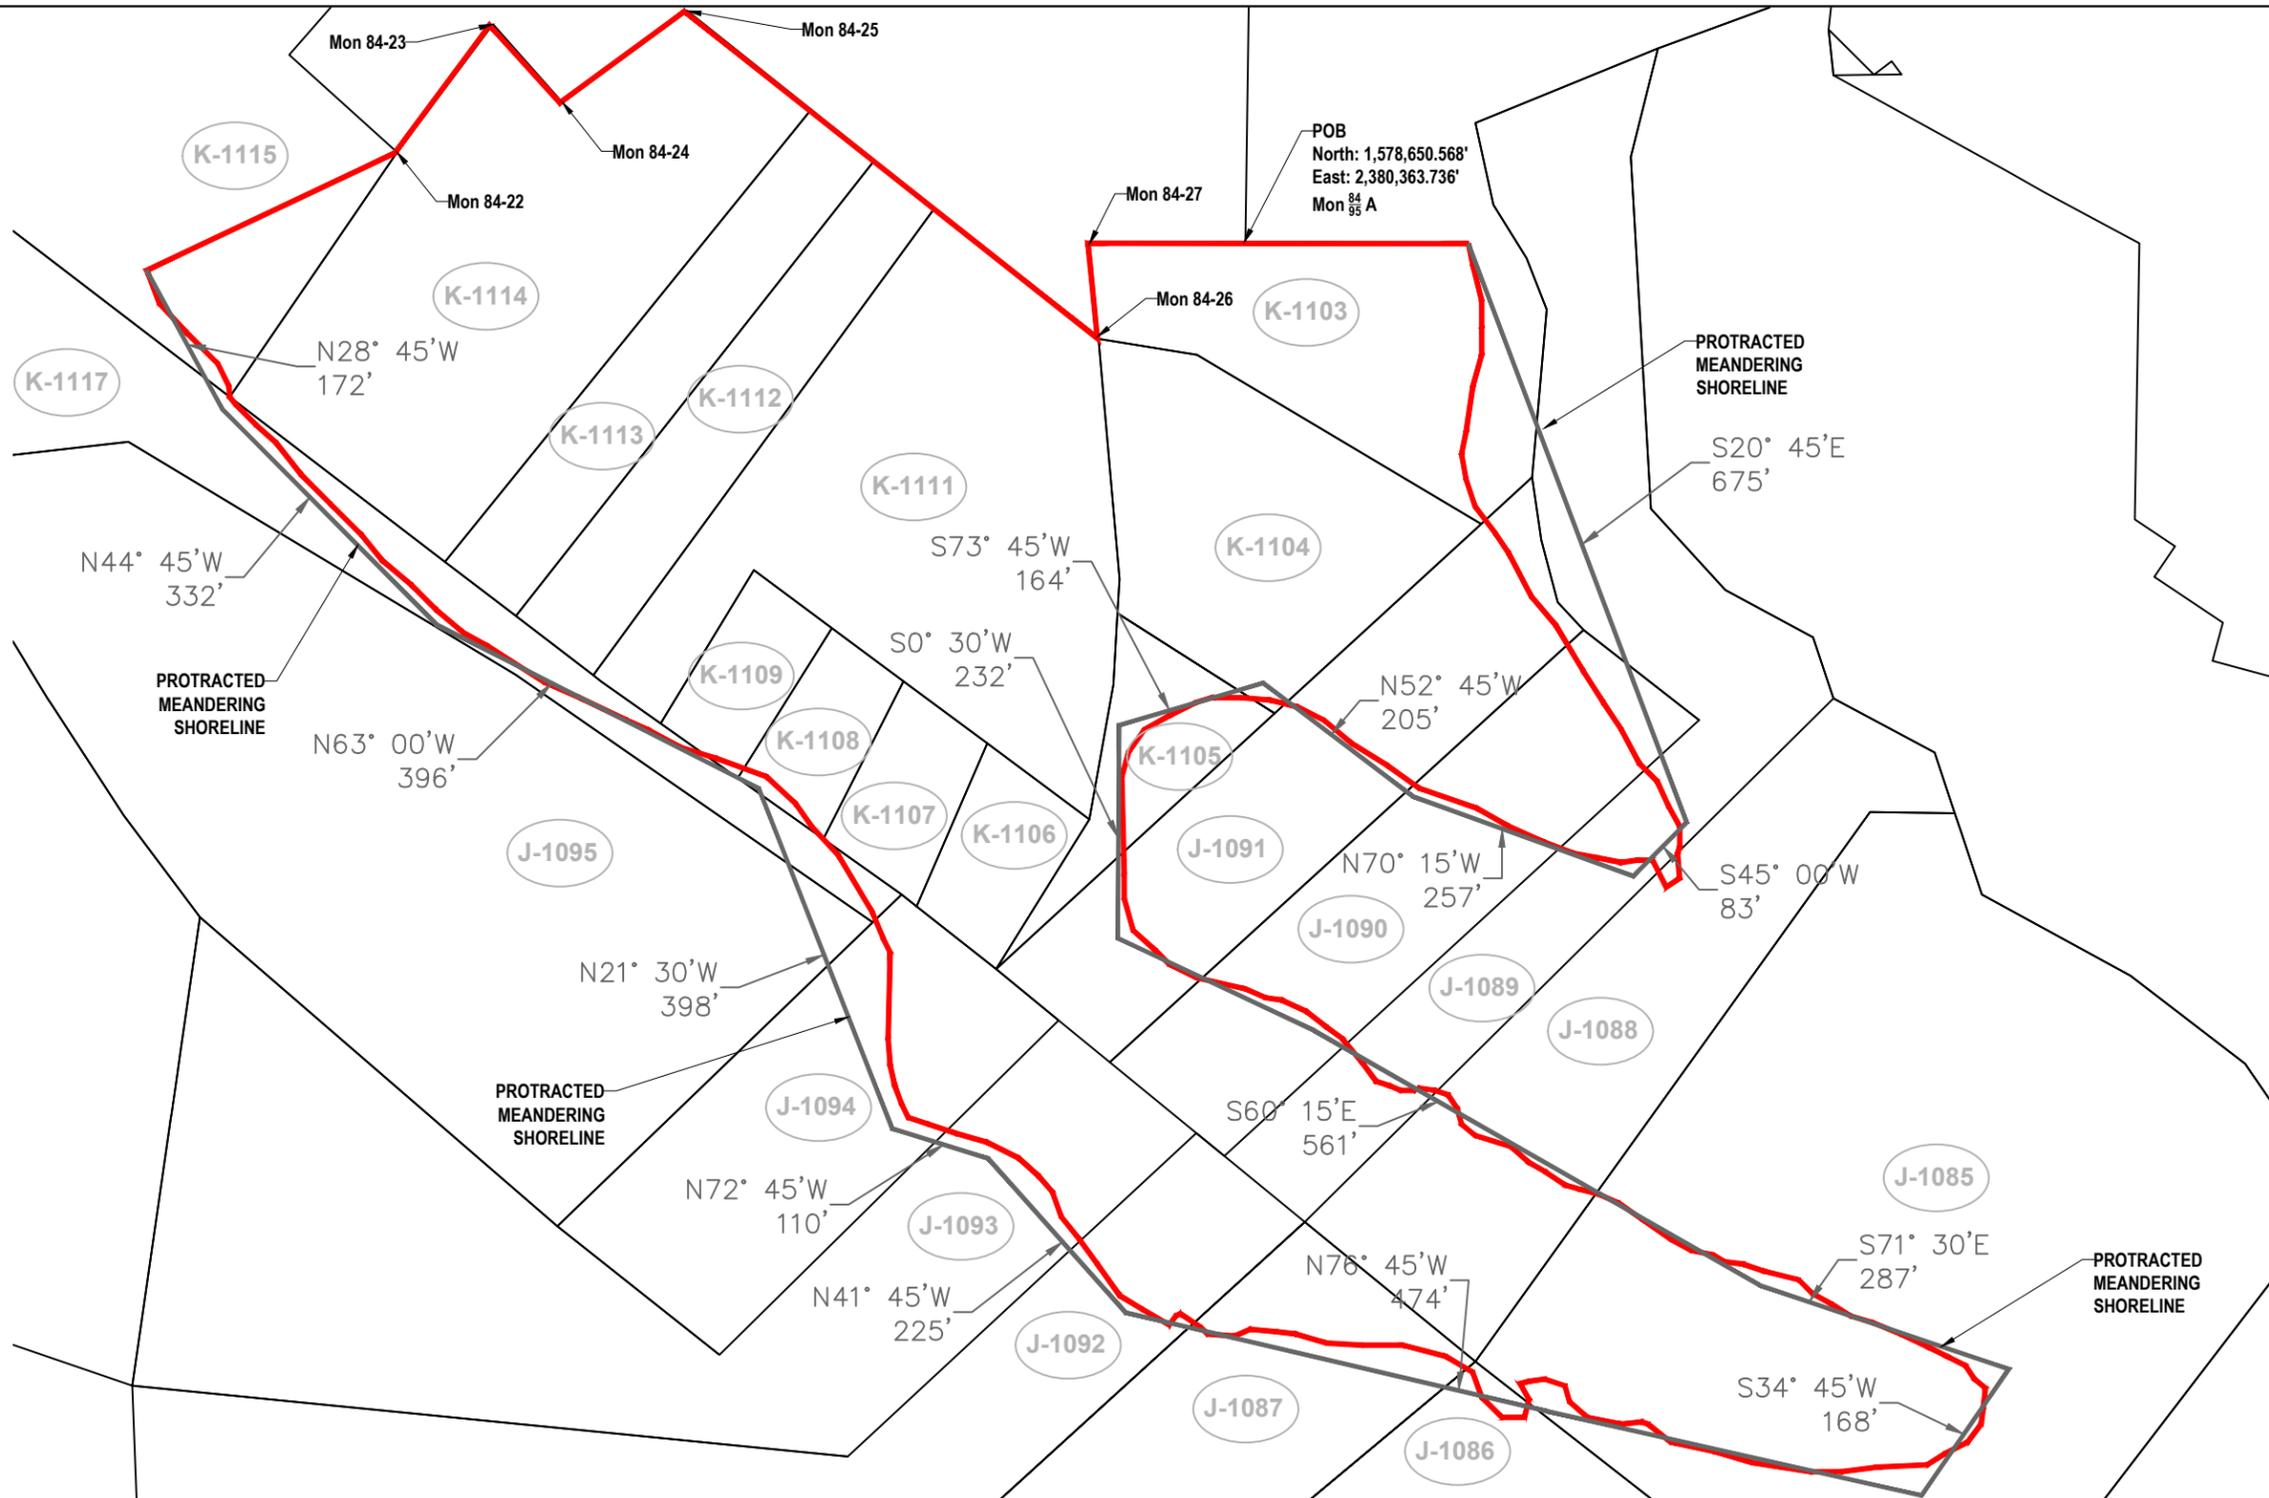 Mon 84-23
Mon 84-25
Mon 84-24
K-1115
Mon 84-22
POB
North: 1,578,650.568'
East: 2,380,363.736'
Mon 84/95 A
Mon 84-27
Mon 84-26
K-1103
K-1114
PROTRACTED
MEANDERING
SHORELINE
N28° 45'W
172'
K-1117
K-1112
K-1113
S20° 45'E
675'
K-1111
S73° 45'W
164'
K-1104
N44° 45'W
332'
S0° 30'W
232'
PROTRACTED
MEANDERING
SHORELINE
K-1109
N52° 45'W
205'
N63° 00'W
396'
K-1108
K-1105
K-1107
K-1106
J-1095
J-1091
N70° 15'W
257'
S45° 00'W
83'
J-1090
N21° 30'W
398'
J-1089
J-1088
PROTRACTED
MEANDERING
SHORELINE
J-1094
S60° 15'E
561'
J-1085
N72° 45'W
110'
J-1093
S71° 30'E
287'
PROTRACTED
MEANDERING
SHORELINE
N76° 45'W
474'
N41° 45'W
225'
J-1092
S34° 45'W
168'
J-1087
J-1086